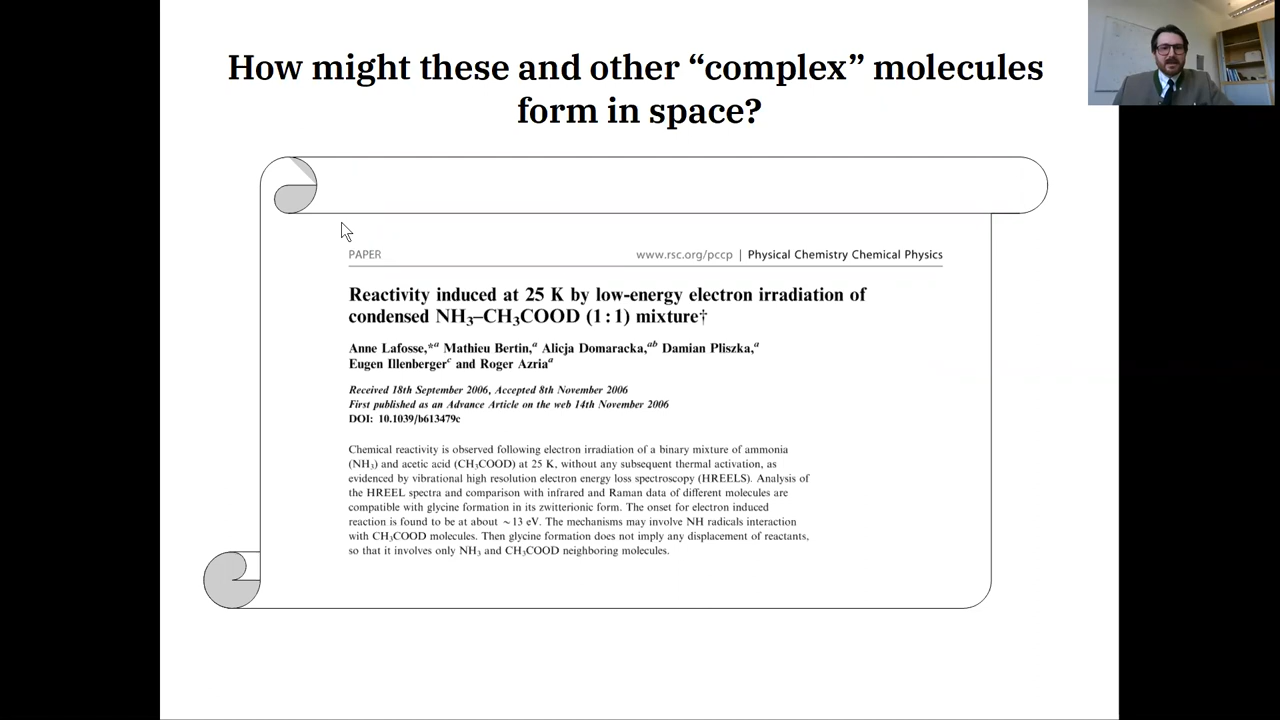 How might these and other “complex” molecules
form in space?
PAPER www.rsc.org/pccp | Physical Chemistry Chemical Physics
Reactivity induced at 25 K by low-energy electron irradiation of
condensed NH₃–CH₃COOD (1 : 1) mixture†
Anne Lafosse,*ᵃ Mathieu Bertin,ᵃ Alicja Domaracka,ᵃᵇ Damian Pliszka,ᵃ
Eugen Illenbergerᶜ and Roger Azriaᵃ
Received 18th September 2006, Accepted 8th November 2006
First published as an Advance Article on the web 14th November 2006
DOI: 10.1039/b613479c
Chemical reactivity is observed following electron irradiation of a binary mixture of ammonia
(NH₃) and acetic acid (CH₃COOD) at 25 K, without any subsequent thermal activation, as
evidenced by vibrational high resolution electron energy loss spectroscopy (HREELS). Analysis of
the HREEL spectra and comparison with infrared and Raman data of different molecules are
compatible with glycine formation in its zwitterionic form. The onset for electron induced
reaction is found to be at about ~13 eV. The mechanisms may involve NH radicals interaction
with CH₃COOD molecules. Then glycine formation does not imply any displacement of reactants,
so that it involves only NH₃ and CH₃COOD neighboring molecules.